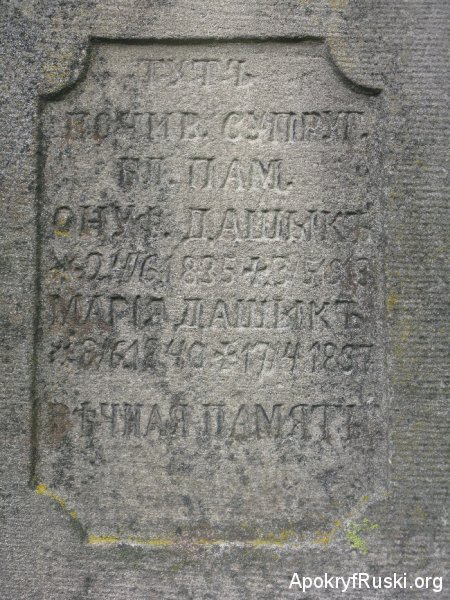 ТУТЪ
ПОЧИВ. СУПРУГ.
БЛ. ПАМ.
ОНУФ. ДАШЫКЪ
МАРІЯ ДАШЫКЪ
ВѢЧНАЯ ПАМЯТЬ
ApokryfRuski.org